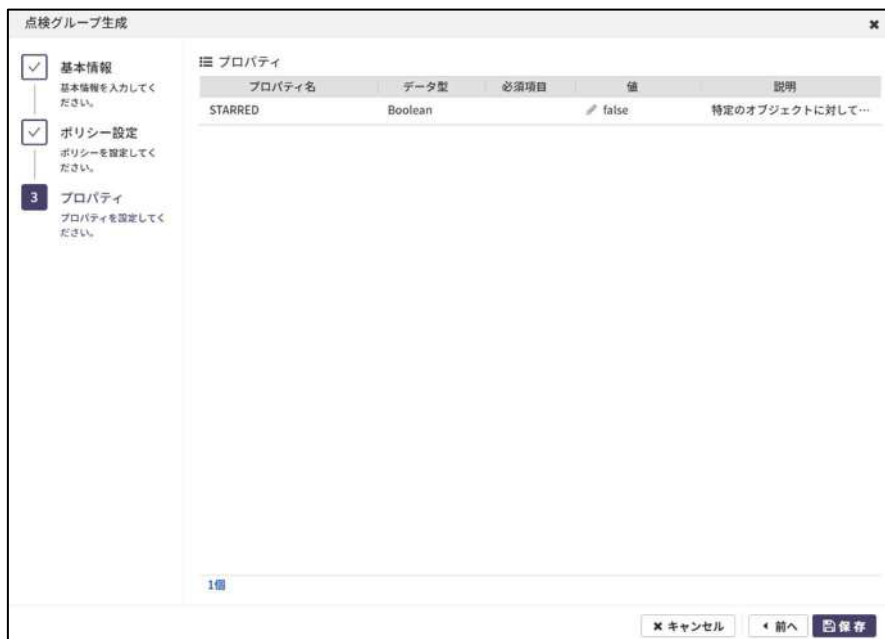 点検グループ生成
基本情報
基本情報を入力してく
ださい。
ポリシー設定
ポリシーを設定してく
ださい。
3
プロパティ
プロパティを設定してく
ださい。
プロパティ
プロパティ名 データ型 必須項目 値 説明
STARRED Boolean false 特定のオブジェクトに対して…
1個
キャンセル 前へ 保存